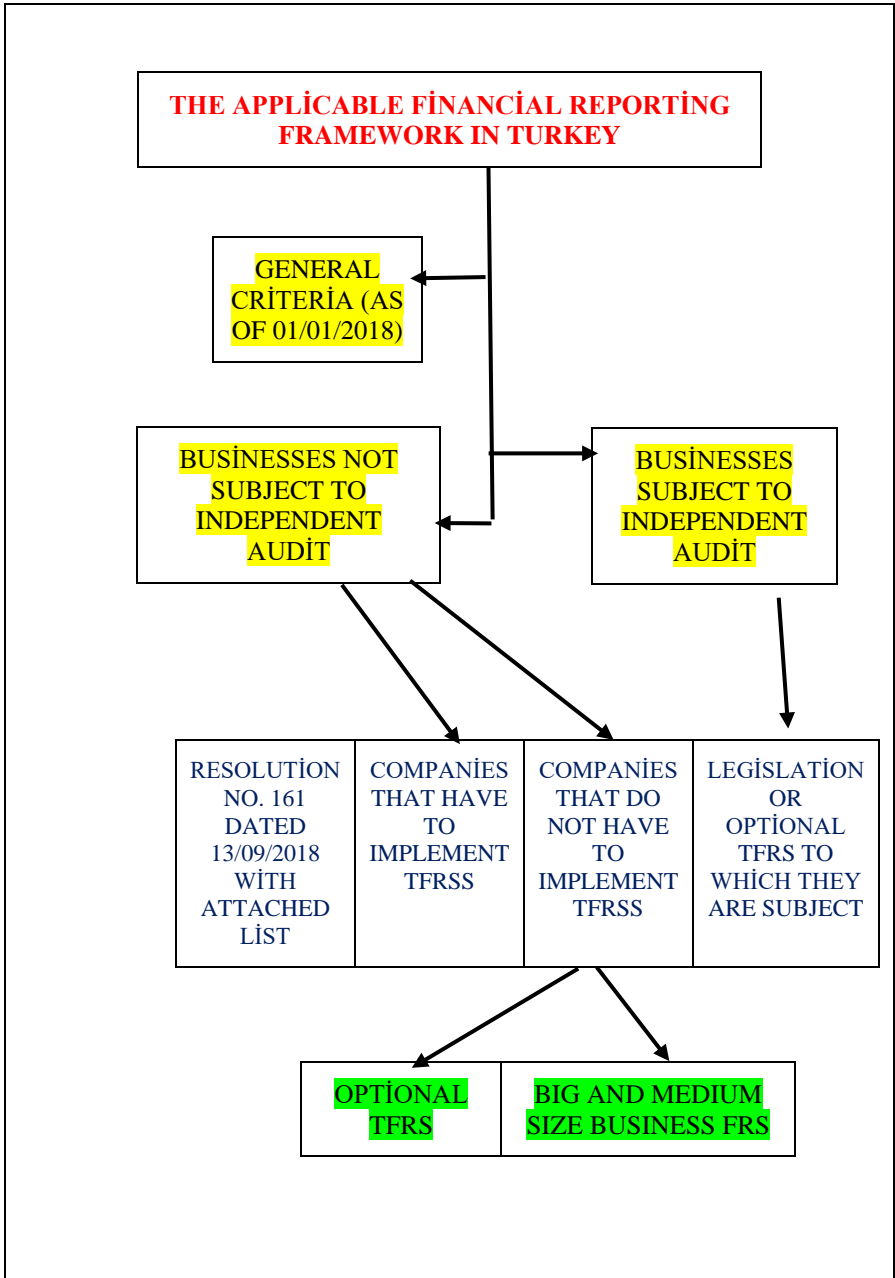 THE APPLİCABLE FİNANCİAL REPORTİNG
FRAMEWORK IN TURKEY
GENERAL
CRİTERİA (AS
OF 01/01/2018)
BUSİNESSES NOT
SUBJECT TO
INDEPENDENT
AUDİT
BUSİNESSES
SUBJECT TO
INDEPENDENT
AUDİT
RESOLUTİON
NO. 161
DATED
13/09/2018
WİTH
ATTACHED
LİST
COMPANİES
THAT HAVE
TO
IMPLEMENT
TFRSS
COMPANİES
THAT DO
NOT HAVE
TO
IMPLEMENT
TFRSS
LEGİSLATİON
OR
OPTİONAL
TFRS TO
WHİCH THEY
ARE SUBJECT
OPTİONAL
TFRS
BIG AND MEDIUM
SIZE BUSINESS FRS